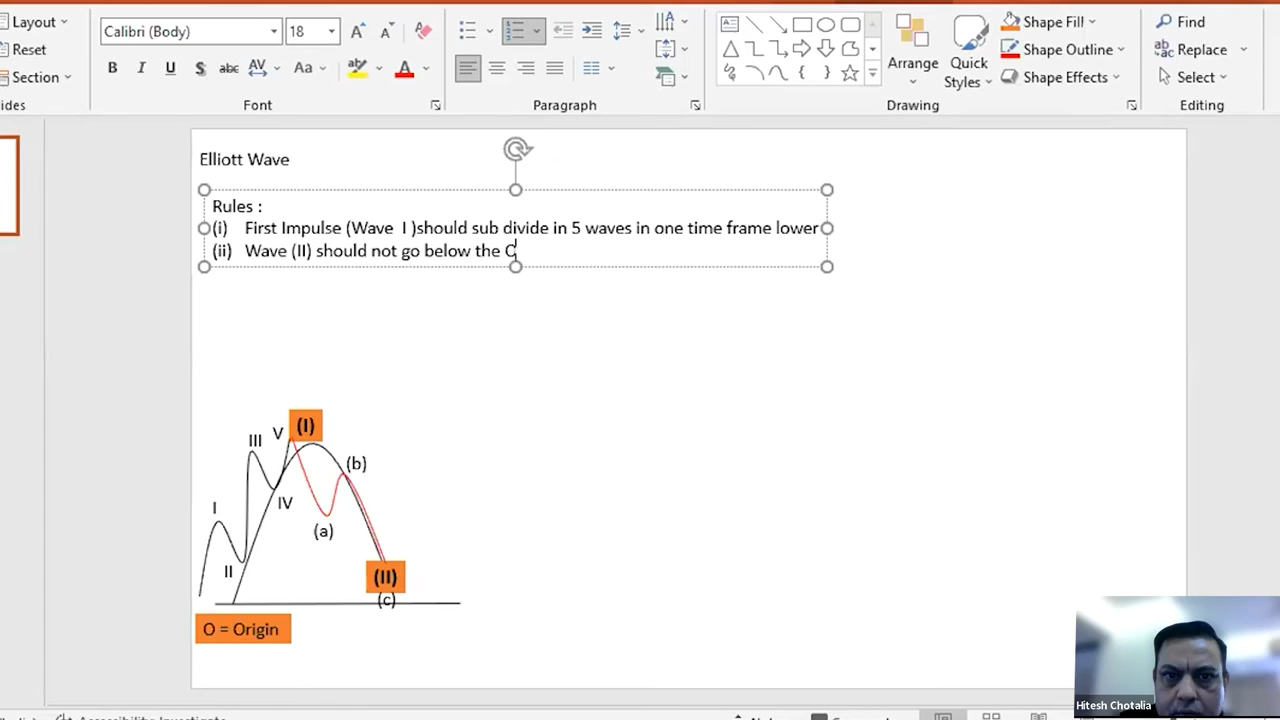 Layout
Calibri (Body)
18
Shape Fill
Find
Reset
Shape Outline
Replace
Section
B I U S abc AV Aa A
Arrange
Quick
Styles
Shape Effects
Select
Font
Paragraph
Drawing
Editing
Elliott Wave
Rules :
(i) First Impulse (Wave I )should sub divide in 5 waves in one time frame lower
(ii) Wave (II) should not go below the
III
V
(I)
(b)
I
IV
(a)
II
(II)
(c)
O = Origin
Hitesh Chotalia